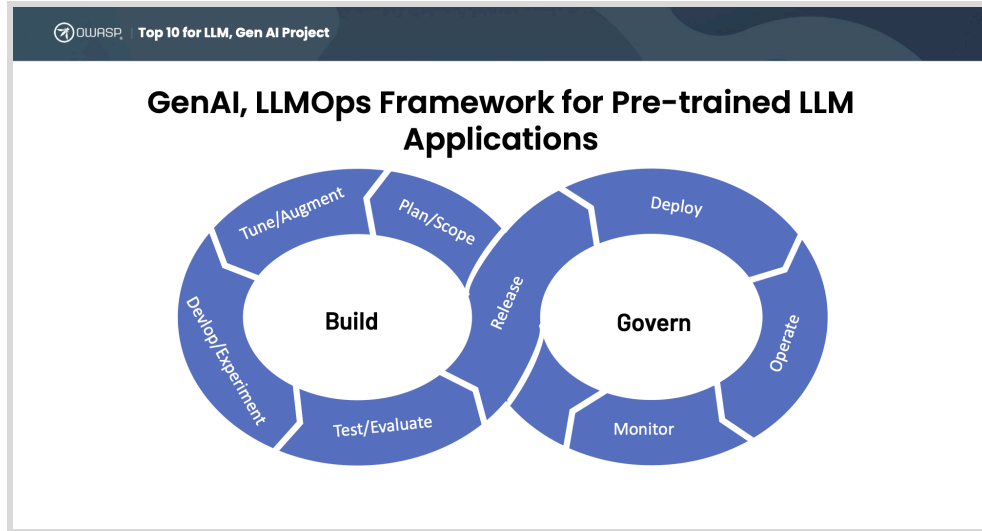 OWASP | Top 10 for LLM, Gen AI Project
GenAI, LLMOps Framework for Pre-trained LLM
Applications
Tune/Augment
Plan/Scope
Devlop/Experiment
Build
Test/Evaluate
Release
Deploy
Govern
Operate
Monitor